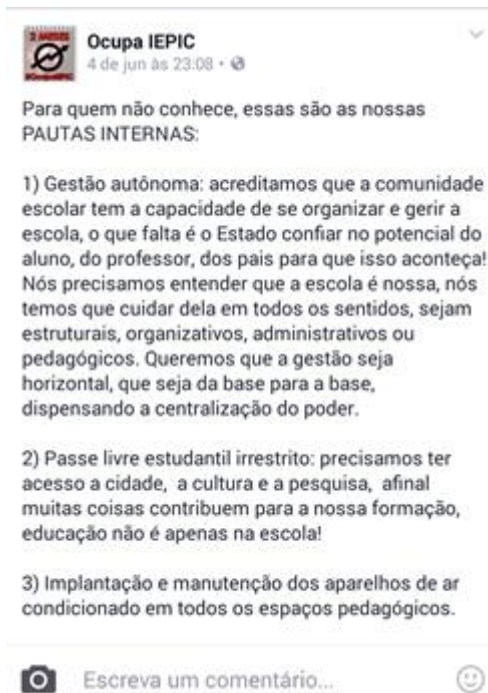 2 MESES
#OcupaIEPIC
Ocupa IEPIC
4 de jun às 23:08 •
Para quem não conhece, essas são as nossas
PAUTAS INTERNAS:
1) Gestão autônoma: acreditamos que a comunidade
escolar tem a capacidade de se organizar e gerir a
escola, o que falta é o Estado confiar no potencial do
aluno, do professor, dos pais para que isso aconteça!
Nós precisamos entender que a escola é nossa, nós
temos que cuidar dela em todos os sentidos, sejam
estruturais, organizativos, administrativos ou
pedagógicos. Queremos que a gestão seja
horizontal, que seja da base para a base,
dispensando a centralização do poder.
2) Passe livre estudantil irrestrito: precisamos ter
acesso a cidade, a cultura e a pesquisa, afinal
muitas coisas contribuem para a nossa formação,
educação não é apenas na escola!
3) Implantação e manutenção dos aparelhos de ar
condicionado em todos os espaços pedagógicos.
Escreva um comentário...